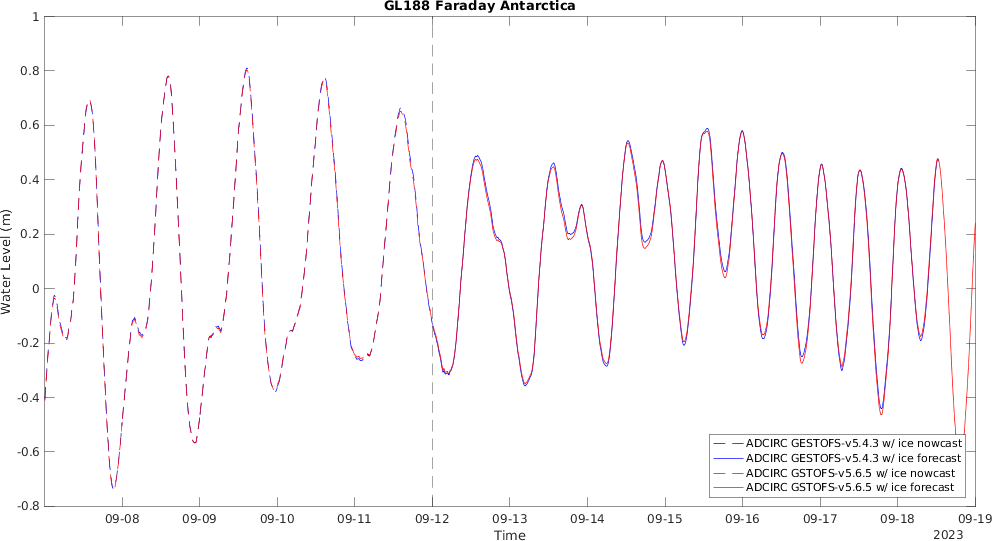 GL188 Faraday Antarctica
1
0.8
0.6
0.4
0.2
0
-0.2
-0.4
-0.6
-0.8
Water Level (m)
ADCIRC GESTOFS-v5.4.3 w/ ice nowcast
ADCIRC GESTOFS-v5.4.3 w/ ice forecast
ADCIRC GSTOFS-v5.6.5 w/ ice nowcast
ADCIRC GSTOFS-v5.6.5 w/ ice forecast
09-08 09-09 09-10 09-11 09-12 09-13 09-14 09-15 09-16 09-17 09-18 09-19
Time
2023